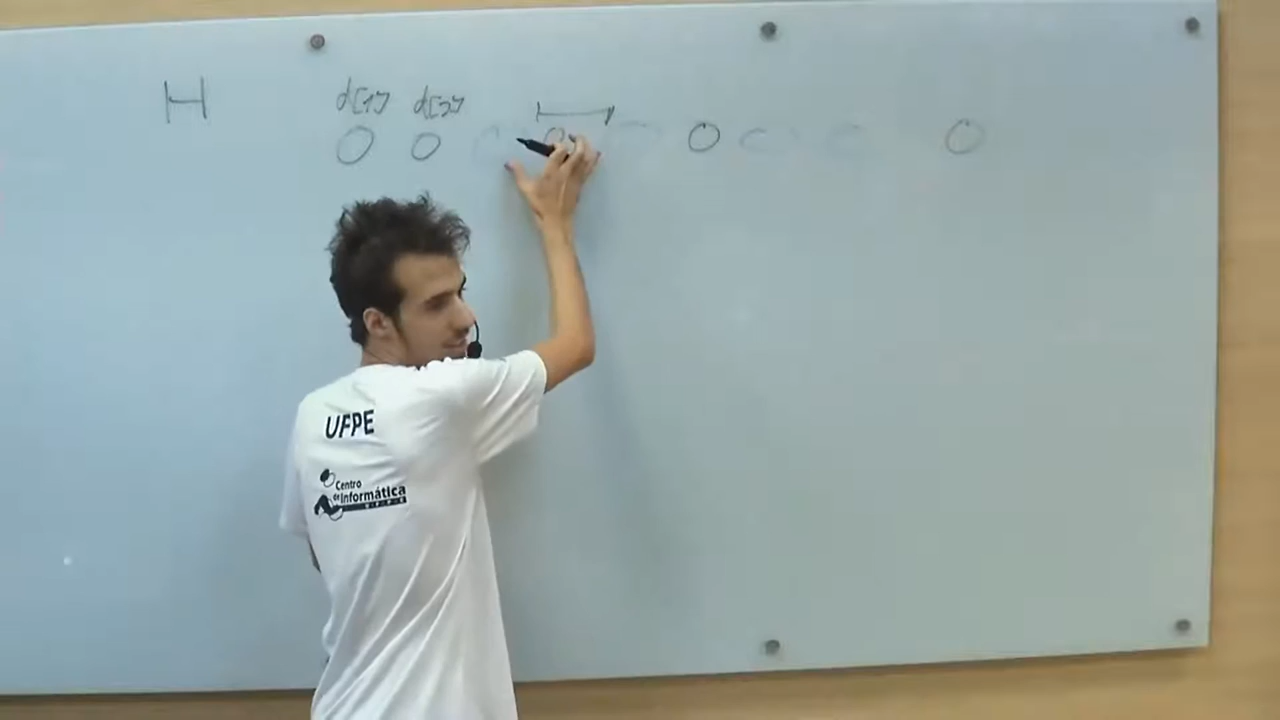 H d[1] d[2]
O O O O O
UFPE
Centro
de Informática
U F P E